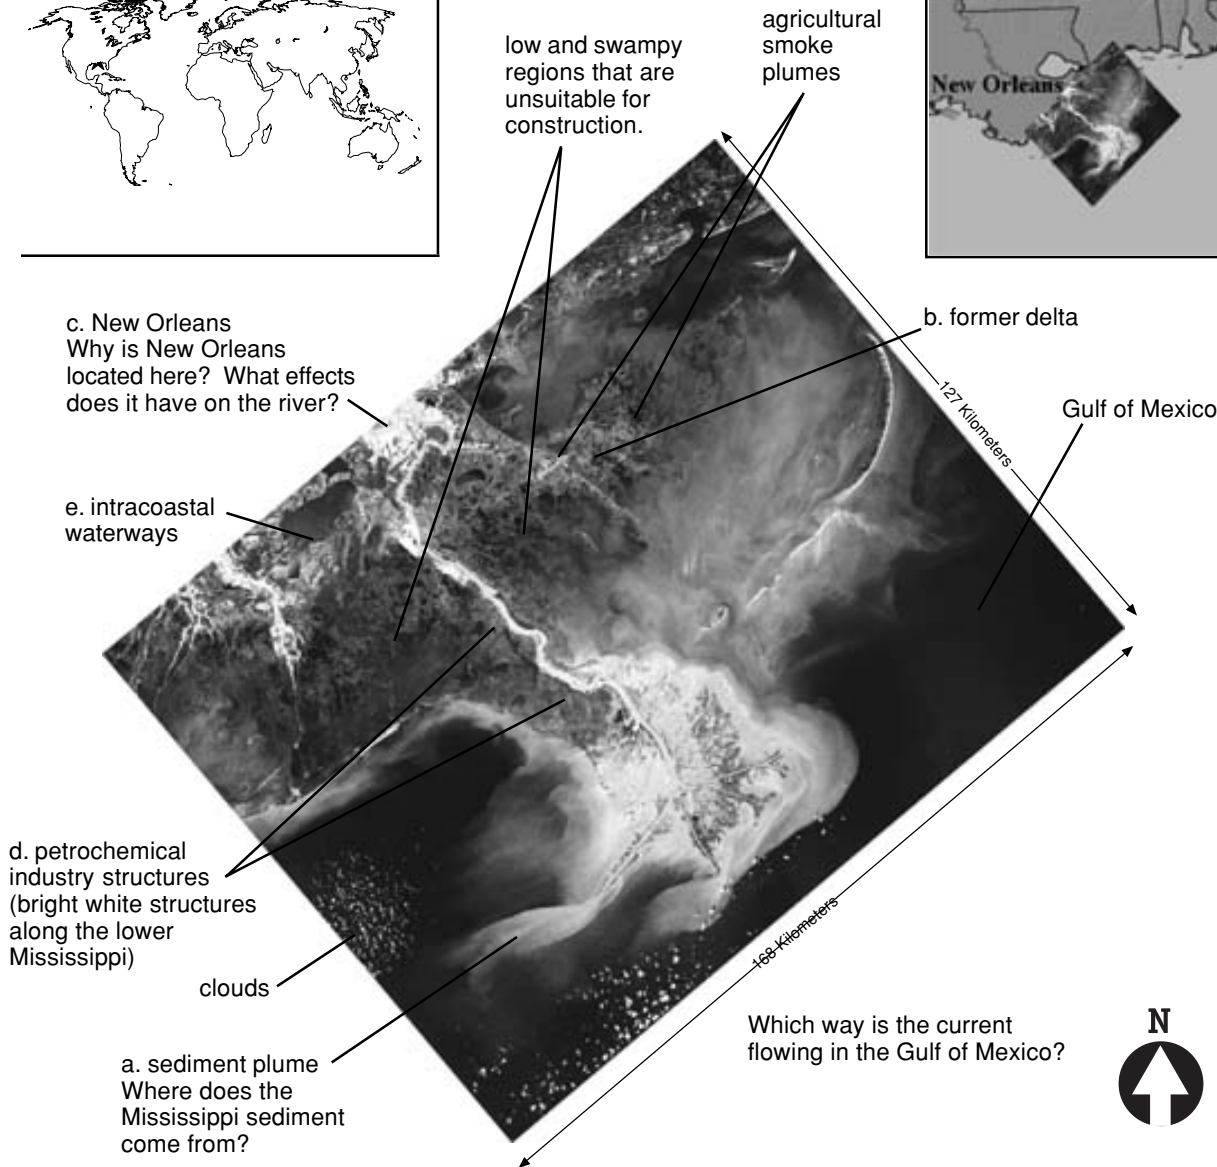 agricultural
smoke
plumes
low and swampy
regions that are
unsuitable for
construction.
New Orleans
c. New Orleans
Why is New Orleans
located here?  What effects
does it have on the river?
b. former delta
127 Kilometers
Gulf of Mexico
e. intracoastal
waterways
d. petrochemical
industry structures
(bright white structures
along the lower
Mississippi)
clouds
168 Kilometers
a. sediment plume
Where does the
Mississippi sediment
come from?
Which way is the current
flowing in the Gulf of Mexico?
N